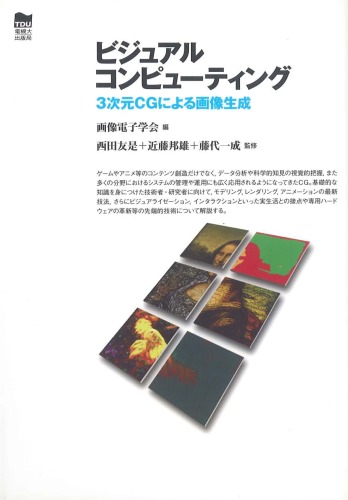 TDU
電機大
出版局
ビジュアル
コンピューティング
3次元CGによる画像生成
画像電子学会 編
西田友是+近藤邦雄+藤代一成 監修
ゲームやアニメ等のコンテンツ創造だけでなく、データ分析や科学的知見の視覚的把握、また
多くの分野におけるシステムの管理や運用にも広く応用されるようになってきたCG。基礎的な
知識を身につけた技術者・研究者に向けて、モデリング、レンダリング、アニメーションの最新
技法、さらにビジュアライゼーション、インタラクションといった実生活との接点や専用ハード
ウェアの革新等の先端的技術について解説する。